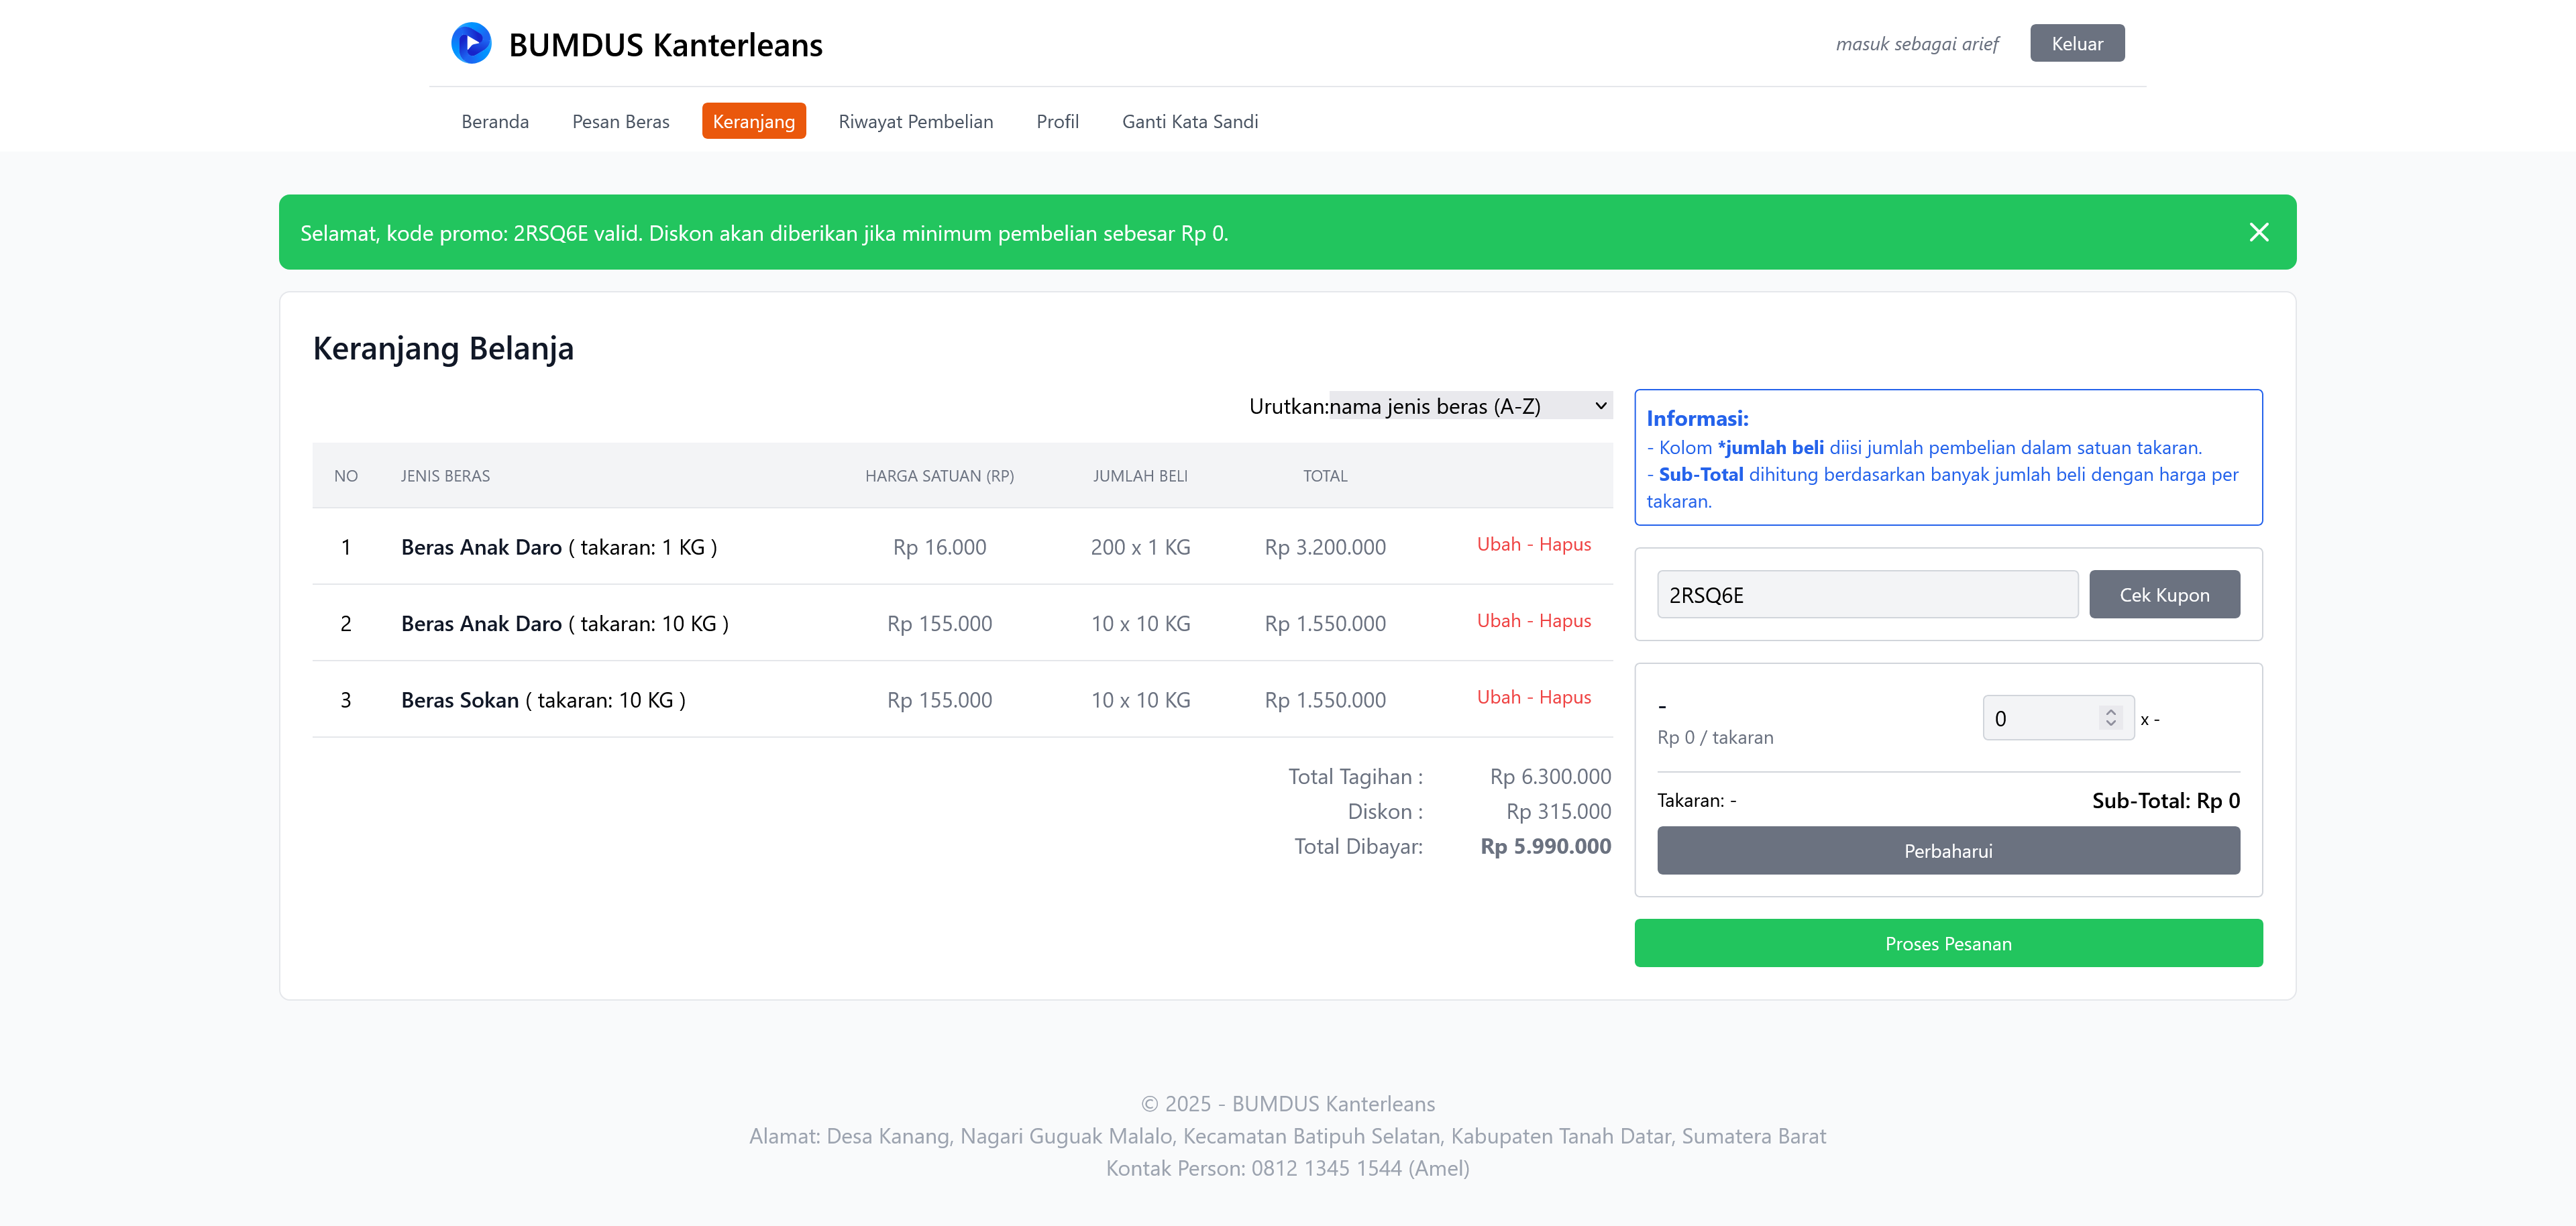 BUMDUS Kanterleans
masuk sebagai arief
Keluar
Beranda
Pesan Beras
Keranjang
Riwayat Pembelian
Profil
Ganti Kata Sandi
Selamat, kode promo: 2RSQ6E valid. Diskon akan diberikan jika minimum pembelian sebesar Rp 0.
Keranjang Belanja
Urutkan:nama jenis beras (A-Z)
NO JENIS BERAS HARGA SATUAN (RP) JUMLAH BELI TOTAL
1 Beras Anak Daro ( takaran: 1 KG ) Rp 16.000 200 x 1 KG Rp 3.200.000 Ubah - Hapus
2 Beras Anak Daro ( takaran: 10 KG ) Rp 155.000 10 x 10 KG Rp 1.550.000 Ubah - Hapus
3 Beras Sokan ( takaran: 10 KG ) Rp 155.000 10 x 10 KG Rp 1.550.000 Ubah - Hapus
Total Tagihan : Rp 6.300.000
Diskon : Rp 315.000
Total Dibayar: Rp 5.990.000
Informasi:
- Kolom *jumlah beli diisi jumlah pembelian dalam satuan takaran.
- Sub-Total dihitung berdasarkan banyak jumlah beli dengan harga per
takaran.
2RSQ6E
Cek Kupon
-
Rp 0 / takaran
0 x -
Takaran: - Sub-Total: Rp 0
Perbaharui
Proses Pesanan
© 2025 - BUMDUS Kanterleans
Alamat: Desa Kanang, Nagari Guguak Malalo, Kecamatan Batipuh Selatan, Kabupaten Tanah Datar, Sumatera Barat
Kontak Person: 0812 1345 1544 (Amel)